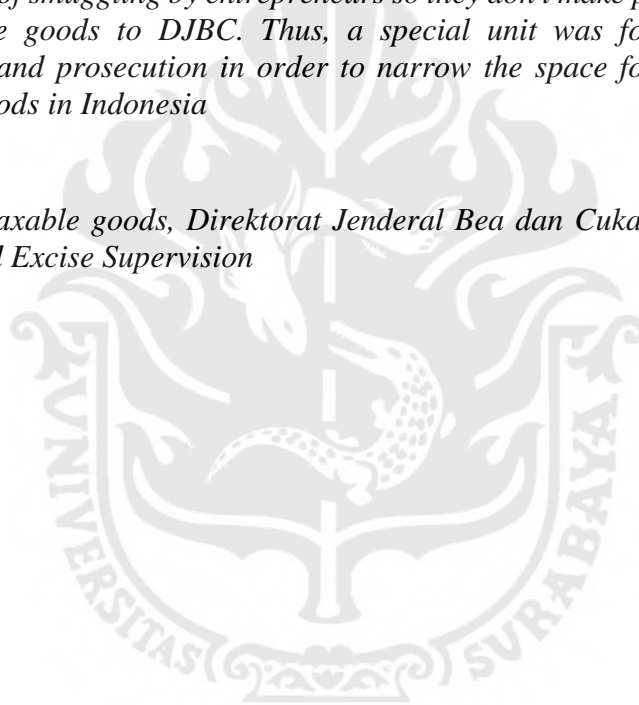 of smuggling by entrepreneurs so they don't make p
e goods to DJBC. Thus, a special unit was fo
and prosecution in order to narrow the space fo
ods in Indonesia
axable goods, Direktorat Jenderal Bea dan Cuka
l Excise Supervision
UNIVERSITAS SURABAYA